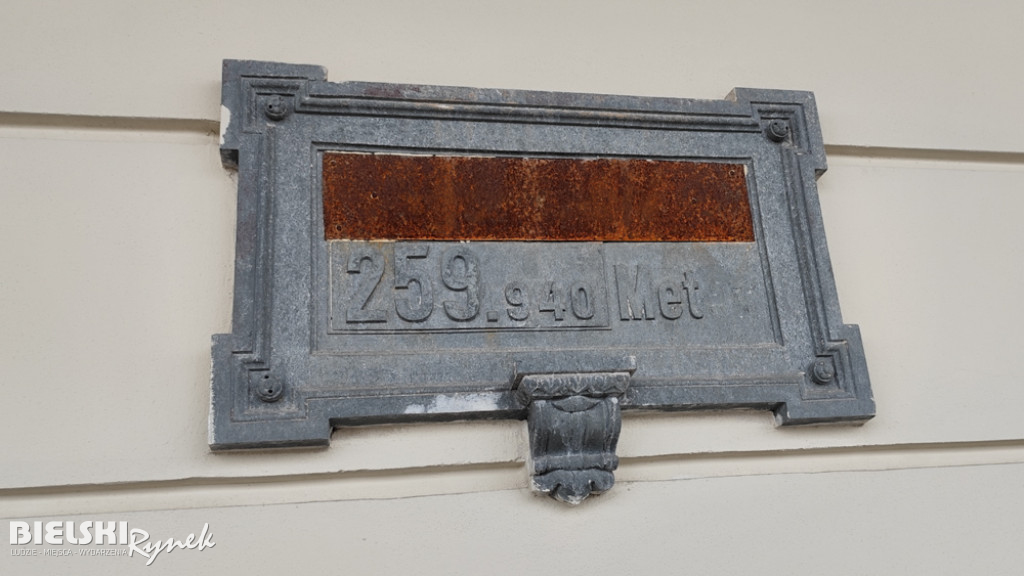 259.940 Met
BIELSKI
Rynek
LUDZIE - MIEJSCA - WYDARZENIA